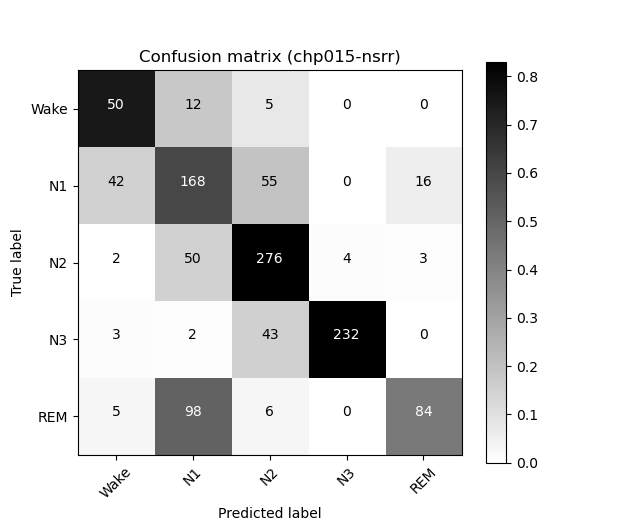 Confusion matrix (chp015-nsrr)
Wake 50 12 5 0 0
N1 42 168 55 0 16
N2 2 50 276 4 3
N3 3 2 43 232 0
REM 5 98 6 0 84
Wake N1 N2 N3 REM
Predicted label
True label
0.8
0.7
0.6
0.5
0.4
0.3
0.2
0.1
0.0